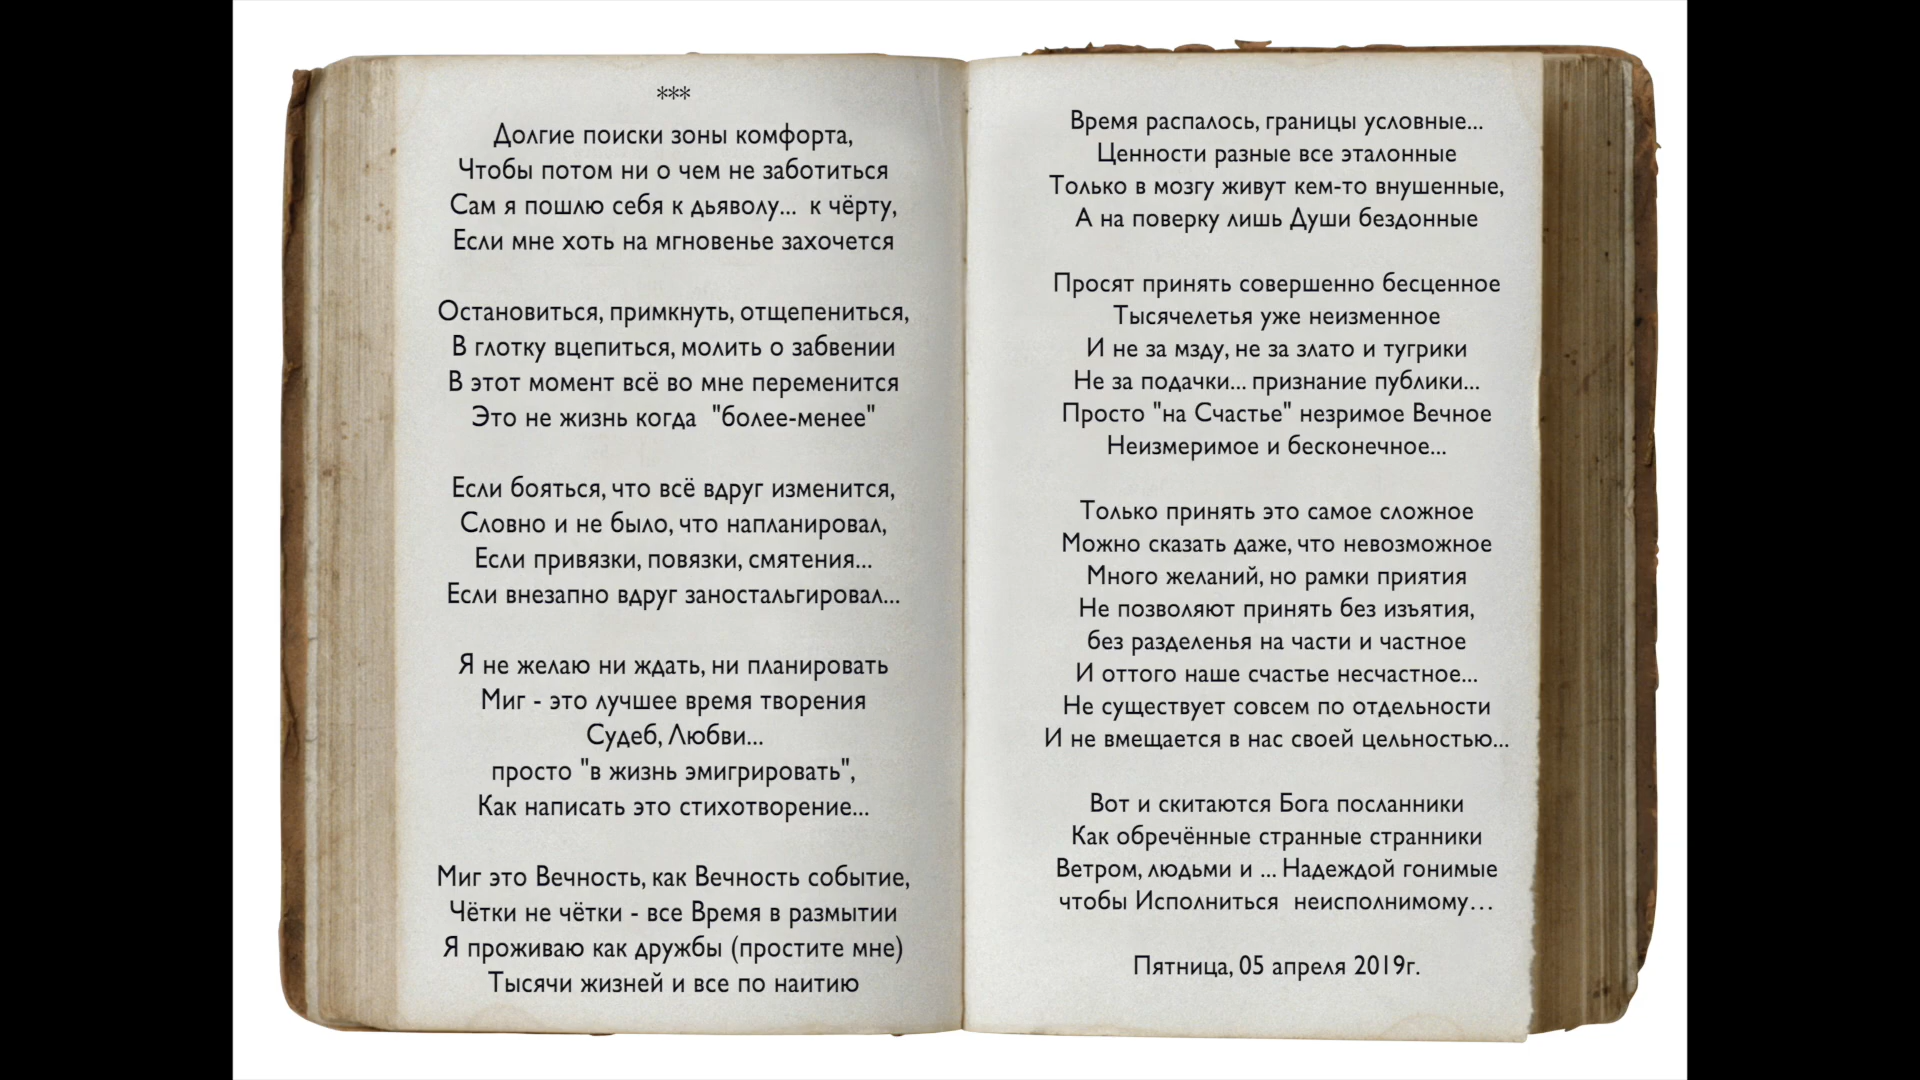 ***
Долгие поиски зоны комфорта,
Чтобы потом ни о чем не заботиться
Сам я пошлю себя к дьяволу... к чёрту,
Если мне хоть на мгновенье захочется
Остановиться, примкнуть, отщепениться,
В глотку вцепиться, молить о забвении
В этот момент всё во мне переменится
Это не жизнь когда "более-менее"
Если бояться, что всё вдруг изменится,
Словно и не было, что напланировал,
Если привязки, повязки, смятения...
Если внезапно вдруг заностальгировал...
Я не желаю ни ждать, ни планировать
Миг - это лучшее время творения
Судеб, Любви...
просто "в жизнь эмигрировать",
Как написать это стихотворение...
Миг это Вечность, как Вечность событие,
Чётки не чётки - все Время в размытии
Я проживаю как дружбы (простите мне)
Тысячи жизней и все по наитию
Время распалось, границы условные...
Ценности разные все эталонные
Только в мозгу живут кем-то внушенные,
А на поверку лишь Души бездонные
Просят принять совершенно бесценное
Тысячелетья уже неизменное
И не за мзду, не за злато и тугрики
Не за подачки... признание публики...
Просто "на Счастье" незримое Вечное
Неизмеримое и бесконечное...
Только принять это самое сложное
Можно сказать даже, что невозможное
Много желаний, но рамки приятия
Не позволяют принять без изъятия,
без разделенья на части и частное
И оттого наше счастье несчастное...
Не существует совсем по отдельности
И не вмещается в нас своей цельностью...
Вот и скитаются Бога посланники
Как обречённые странные странники
Ветром, людьми и ... Надеждой гонимые
чтобы Исполниться неисполнимому…
Пятница, 05 апреля 2019г.